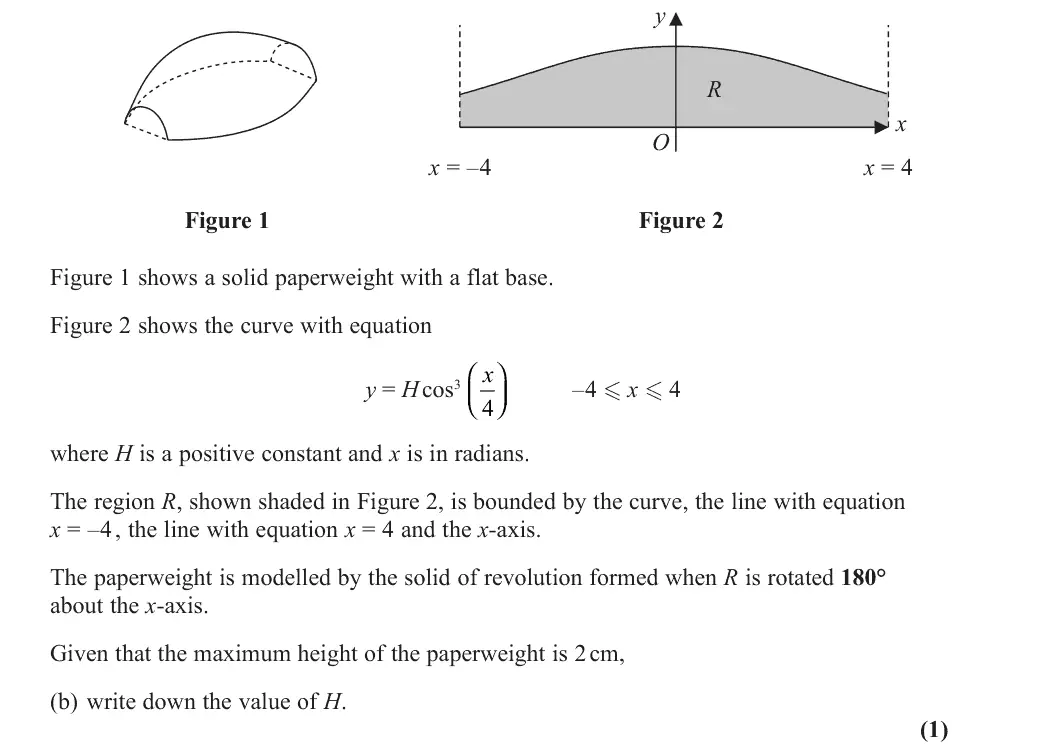 y
R
x
O
x = –4
x = 4
Figure 1
Figure 2
Figure 1 shows a solid paperweight with a flat base.
Figure 2 shows the curve with equation
y = H cos³ (x/4)    –4 ⩽ x ⩽ 4
where H is a positive constant and x is in radians.
The region R, shown shaded in Figure 2, is bounded by the curve, the line with equation
x = –4, the line with equation x = 4 and the x-axis.
The paperweight is modelled by the solid of revolution formed when R is rotated 180°
about the x-axis.
Given that the maximum height of the paperweight is 2 cm,
(b) write down the value of H.
(1)